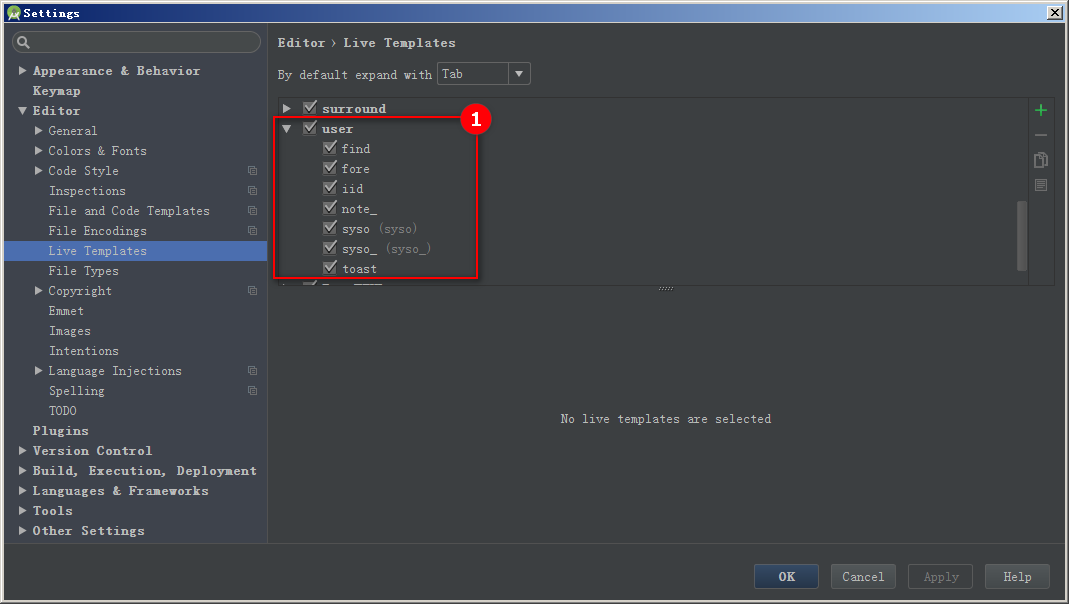 Settings
Appearance & Behavior
Keymap
Editor
General
Colors & Fonts
Code Style
Inspections
File and Code Templates
File Encodings
Live Templates
File Types
Copyright
Emmet
Images
Intentions
Language Injections
Spelling
TODO
Plugins
Version Control
Build, Execution, Deployment
Languages & Frameworks
Tools
Other Settings
Editor › Live Templates
By default expand with Tab
surround
1
user
find
fore
iid
note_
syso (syso)
syso_ (syso_)
toast
No live templates are selected
OK Cancel Apply Help